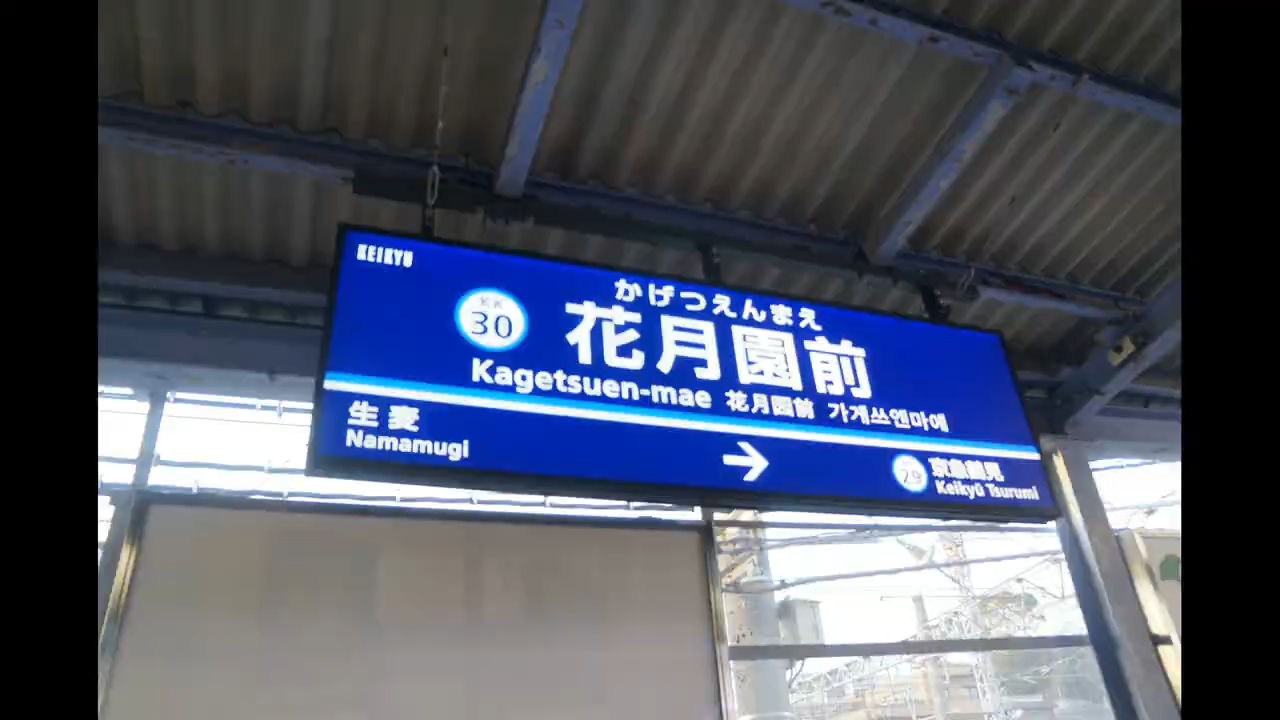 KEIKYU
かげつえんまえ
KK 30 花月園前
Kagetsuen-mae 花月园前 가게쓰엔마에
生麦
Namamugi
→
29 京急鶴見
Keikyū Tsurumi